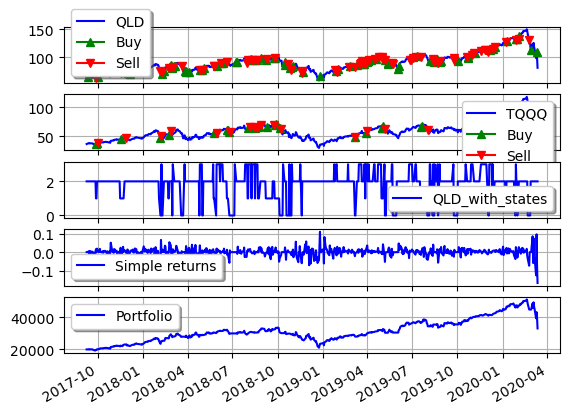 150
100
QLD
Buy
Sell
100
50
TQQQ
Buy
Sell
2
0
QLD_with_states
0.1
0.0
−0.1
Simple returns
40000
20000
Portfolio
2017-10
2018-01
2018-04
2018-07
2018-10
2019-01
2019-04
2019-07
2019-10
2020-01
2020-04